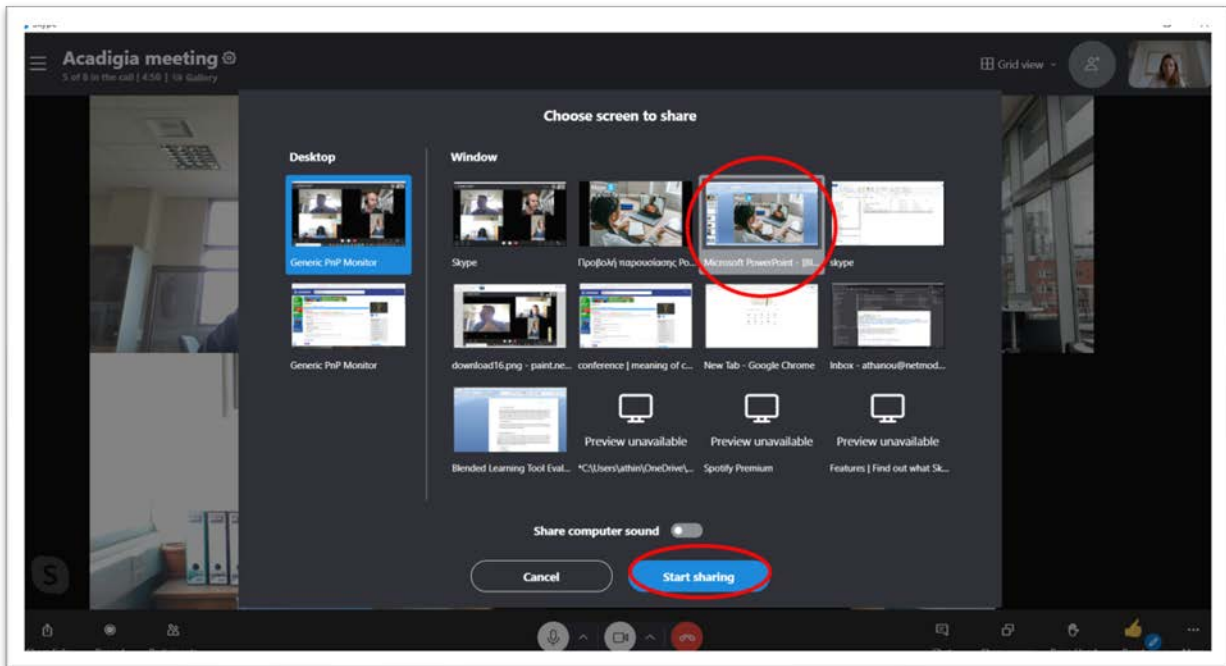 Acadigia meeting
Grid view
Choose screen to share
Desktop
Window
Generic PnP Monitor
Skype
Προβολή παρουσίασης Po...
Microsoft PowerPoint -
skype
Generic PnP Monitor
download16.png - paint.ne...
conference | meaning of c...
New Tab - Google Chrome
Inbox - athanou@netmod...
Preview unavailable
Preview unavailable
Preview unavailable
Blended Learning Tool Eval...
*C:\Users\athin\OneDrive\...
Spotify Premium
Features | Find out what Sk...
Share computer sound
Cancel
Start sharing
S